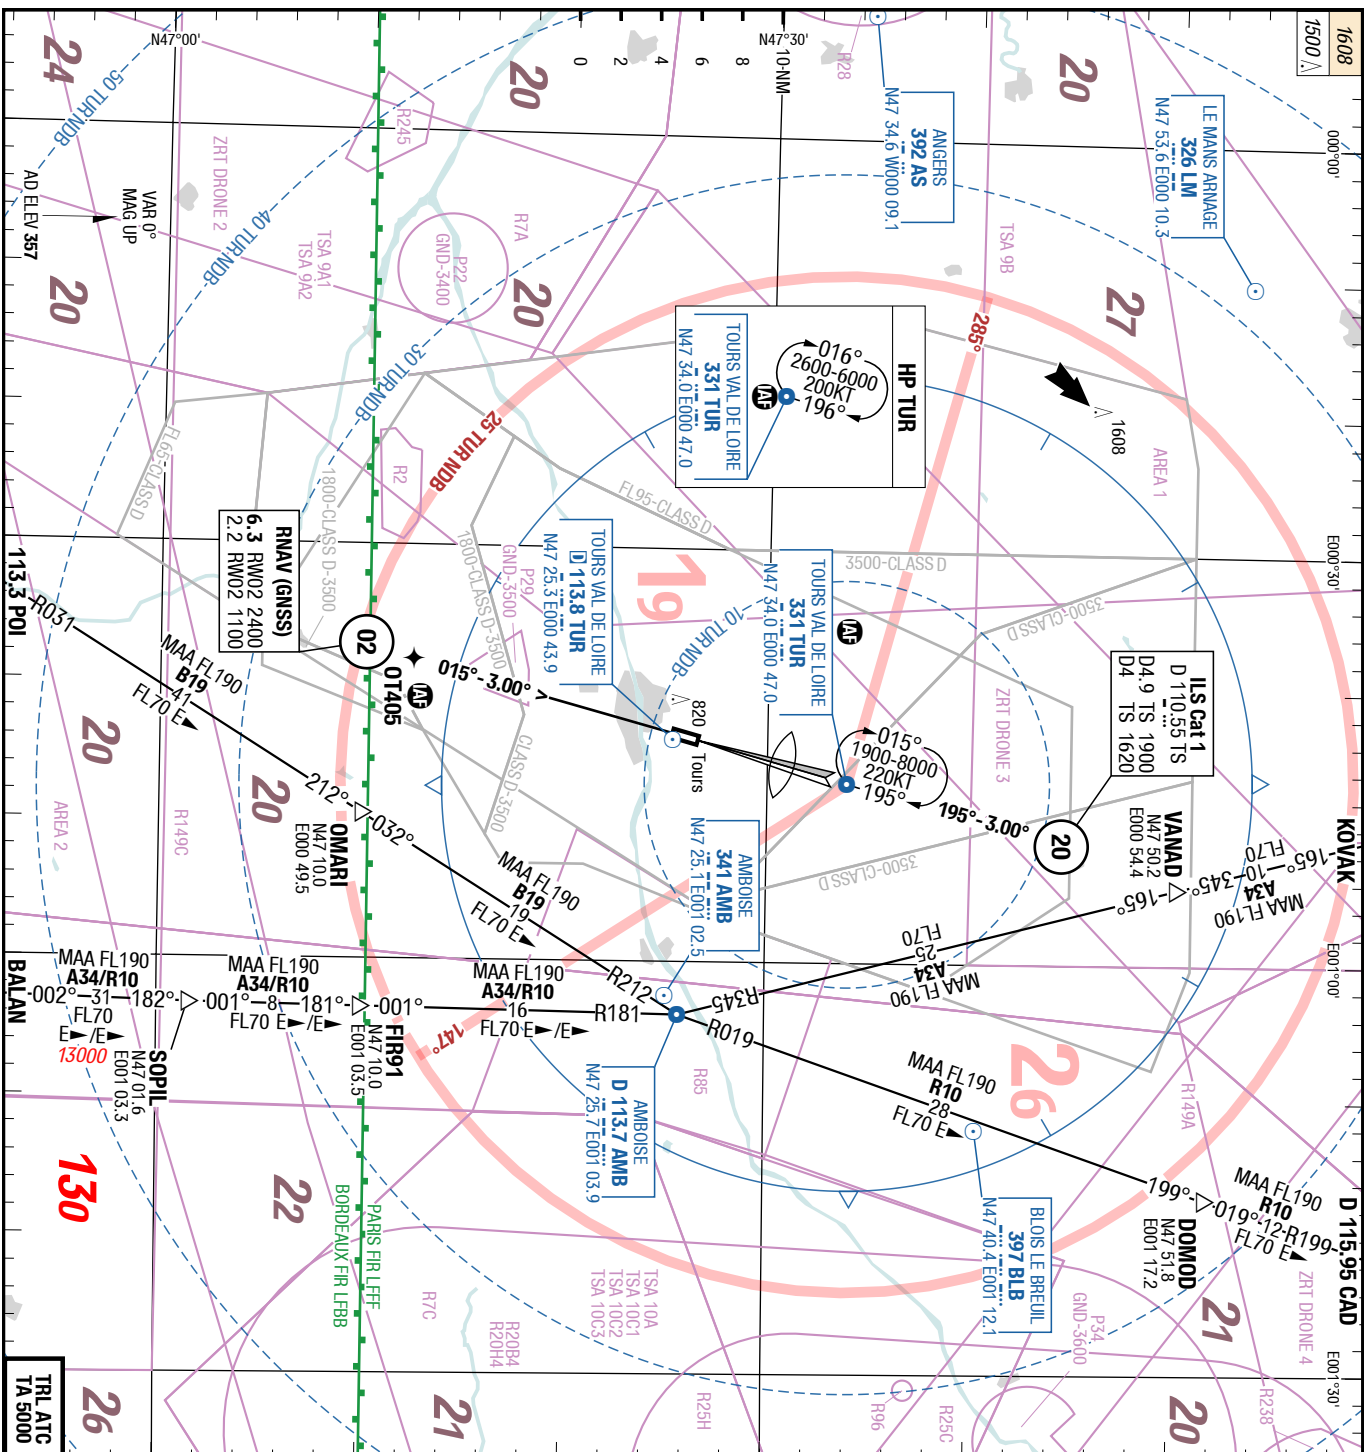 1608
1500
N47°00'
N47°30'
0
2
4
6
8
10 NM
000°00'
E000°30'
E001°00'
E001°30'
24
20
20
27
20
20
20
20
19
26
22
130
26
21
21
20
50 TUR NDB
40 TUR NDB
30 TUR NDB
25 TUR NDB
10 TUR NDB
285°
147°
AD ELEV 357
VAR 0°
MAG UP
LE MANS ARNAGE
326 LM
N47 53.6 E000 10.3
ANGERS
392 AS
N47 34.6 W000 09.1
HP TUR
016°
2600-6000
200KT
196°
IAF
TOURS VAL DE LOIRE
331 TUR
N47 34.0 E000 47.0
1608
TOURS VAL DE LOIRE
331 TUR
N47 34.0 E000 47.0
IAF
TOURS VAL DE LOIRE
D 113.8 TUR
N47 25.3 E000 43.9
015°
1900-8000
220KT
195°
195°-3.00°
20
ILS Cat 1
D 110.55 TS
D4.9 TS 1900
D4 TS 1620
RNAV (GNSS)
6.3 RW02 2400
2.2 RW02 1100
02
OT405
IAF
015°-3.00° >
820
Tours
AMBOISE
341 AMB
N47 25.1 E001 02.5
AMBOISE
D 113.7 AMB
N47 25.7 E001 03.9
BLOIS LE BREUIL
397 BLB
N47 40.4 E001 12.1
VANAD
N47 50.2
E000 54.4
KOVAK
165°
10
345°
FL70
A34
MAA FL190
165°
FL70
25
A34
MAA FL190
R345
R019
MAA FL190
R10
28
FL70 E
199°
DOMOD
N47 51.8
E001 17.2
019°-12-R199
MAA FL190
R10
FL70 E
D 115.95 CAD
113.3 POI
R031
MAA FL190
B19
41
FL70 E
212°
032°
OMARI
N47 10.0
E000 49.5
MAA FL190
B19
19
FL70 E
R212
BALAN
002°
31
182°
MAA FL190
A34/R10
FL70
E /E
13000
SOPIL
N47 01.6
E001 03.3
001°
8
181°
MAA FL190
A34/R10
FL70 E /E
FIR91
N47 10.0
E001 03.5
001°
MAA FL190
A34/R10
16
FL70 E /E
R181
PARIS FIR LFFF
BORDEAUX FIR LFBB
R28
R245
ZRT DRONE 2
TSA 9A1
TSA 9A2
P22
GND-3400
R7A
TSA 9B
AREA 1
R2
P29
GND-3500
ZRT DRONE 3
AREA 2
R149C
R85
R149A
ZRT DRONE 4
P34
GND-3600
R238
R25C
R96
R25H
TSA 10A
TSA 10C1
TSA 10C2
TSA 10C3
R20B4
R20H4
R7C
FL65-CLASS D
1800-CLASS D-3500
1800-CLASS D-3500
CLASS D-3500
FL95-CLASS D
3500-CLASS D
3500-CLASS D
3500-CLASS D
TRL ATC
TA 5000